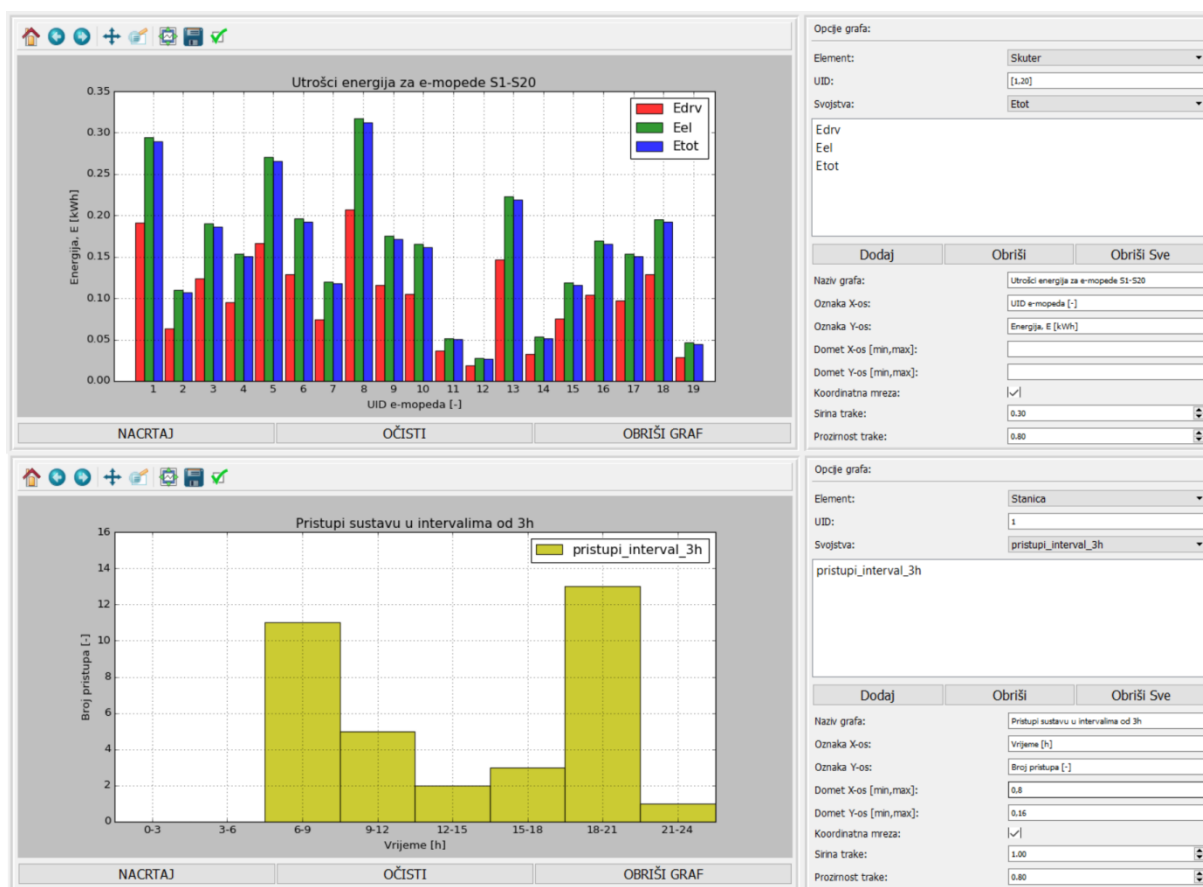 Utrošci energija za e-mopede S1-S20
0.35
0.30
0.25
0.20
0.15
0.10
0.05
0.00
Energija, E [kWh]
Edrv
Eel
Etot
1 2 3 4 5 6 7 8 9 10 11 12 13 14 15 16 17 18 19
UID e-mopeda [-]
NACRTAJ OČISTI OBRIŠI GRAF
Opcije grafa:
Element: Skuter
UID: [1.20]
Svojstva: Etot
Edrv
Eel
Etot
Dodaj Obriši Obriši Sve
Naziv grafa: Utrošci energija za e-mopede S1-S20
Oznaka X-os: UID e-mopeda [-]
Oznaka Y-os: Energija, E [kWh]
Domet X-os [min,max]:
Domet Y-os [min,max]:
Koordinatna mreza:
Sirina trake: 0.30
Prozirnost trake: 0.80
Pristupi sustavu u intervalima od 3h
16
14
12
10
8
6
4
2
0
Broj pristupa [-]
pristupi_interval_3h
0-3 3-6 6-9 9-12 12-15 15-18 18-21 21-24
Vrijeme [h]
NACRTAJ OČISTI OBRIŠI GRAF
Opcije grafa:
Element: Stanica
UID: 1
Svojstva: pristupi_interval_3h
pristupi_interval_3h
Dodaj Obriši Obriši Sve
Naziv grafa: Pristupi sustavu u intervalima od 3h
Oznaka X-os: Vrijeme [h]
Oznaka Y-os: Broj pristupa [-]
Domet X-os [min,max]: 0,8
Domet Y-os [min,max]: 0,16
Koordinatna mreza:
Sirina trake: 1.00
Prozirnost trake: 0.80